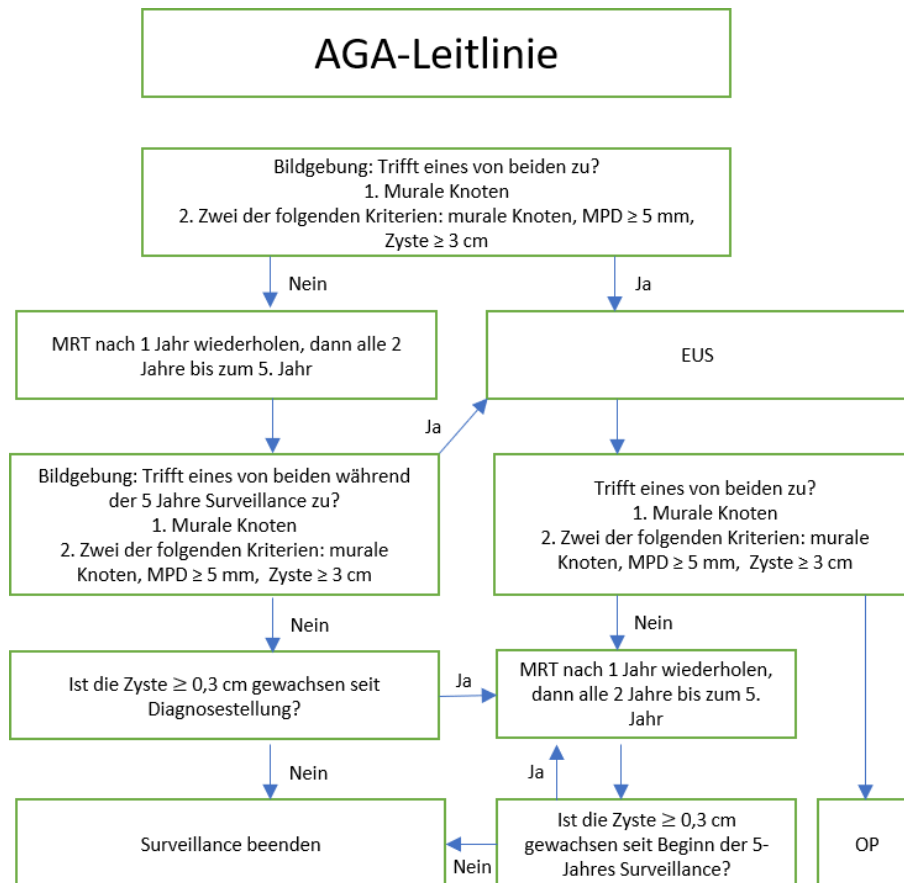 AGA-Leitlinie
Bildgebung: Trifft eines von beiden zu?
1. Murale Knoten
2. Zwei der folgenden Kriterien: murale Knoten, MPD ≥ 5 mm,
Zyste ≥ 3 cm
Nein
Ja
MRT nach 1 Jahr wiederholen, dann alle 2
Jahre bis zum 5. Jahr
EUS
Ja
Bildgebung: Trifft eines von beiden während
der 5 Jahre Surveillance zu?
1. Murale Knoten
2. Zwei der folgenden Kriterien: murale
Knoten, MPD ≥ 5 mm, Zyste ≥ 3 cm
Trifft eines von beiden zu?
1. Murale Knoten
2. Zwei der folgenden Kriterien: murale
Knoten, MPD ≥ 5 mm, Zyste ≥ 3 cm
Nein
Nein
Ist die Zyste ≥ 0,3 cm gewachsen seit
Diagnosestellung?
Ja
MRT nach 1 Jahr wiederholen,
dann alle 2 Jahre bis zum 5.
Jahr
Nein
Ja
Surveillance beenden
Nein
Ist die Zyste ≥ 0,3 cm
gewachsen seit Beginn der 5-
Jahres Surveillance?
OP